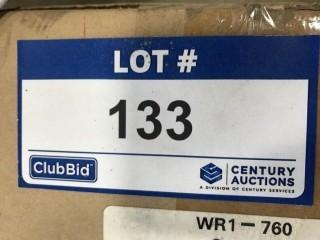 LOT #
133
ClubBid
CENTURY
AUCTIONS
A DIVISION OF CENTURY SERVICES
WR1-760